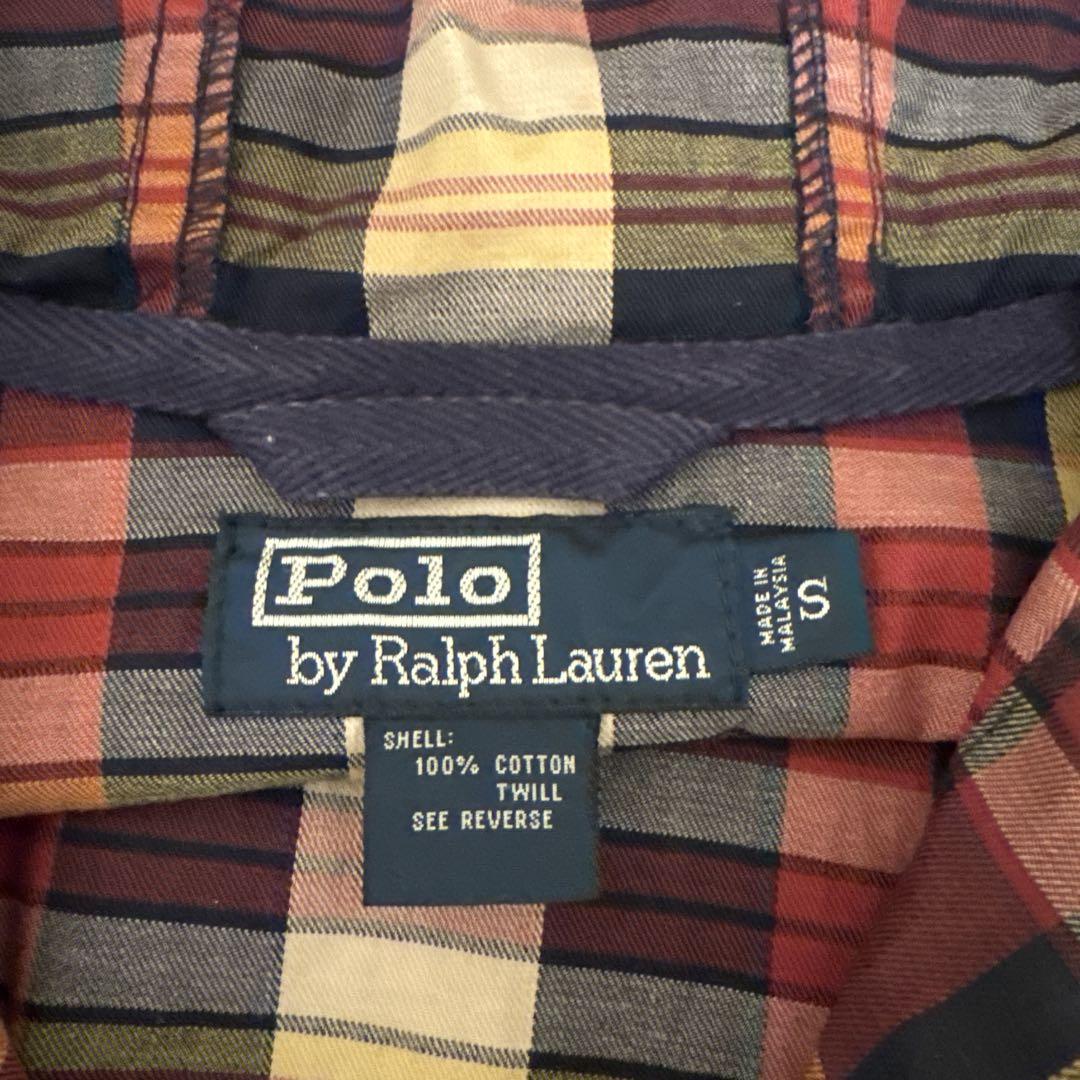 Polo
by Ralph Lauren
MADE IN
MALAYSIA
S
SHELL:
100% COTTON
TWILL
SEE REVERSE